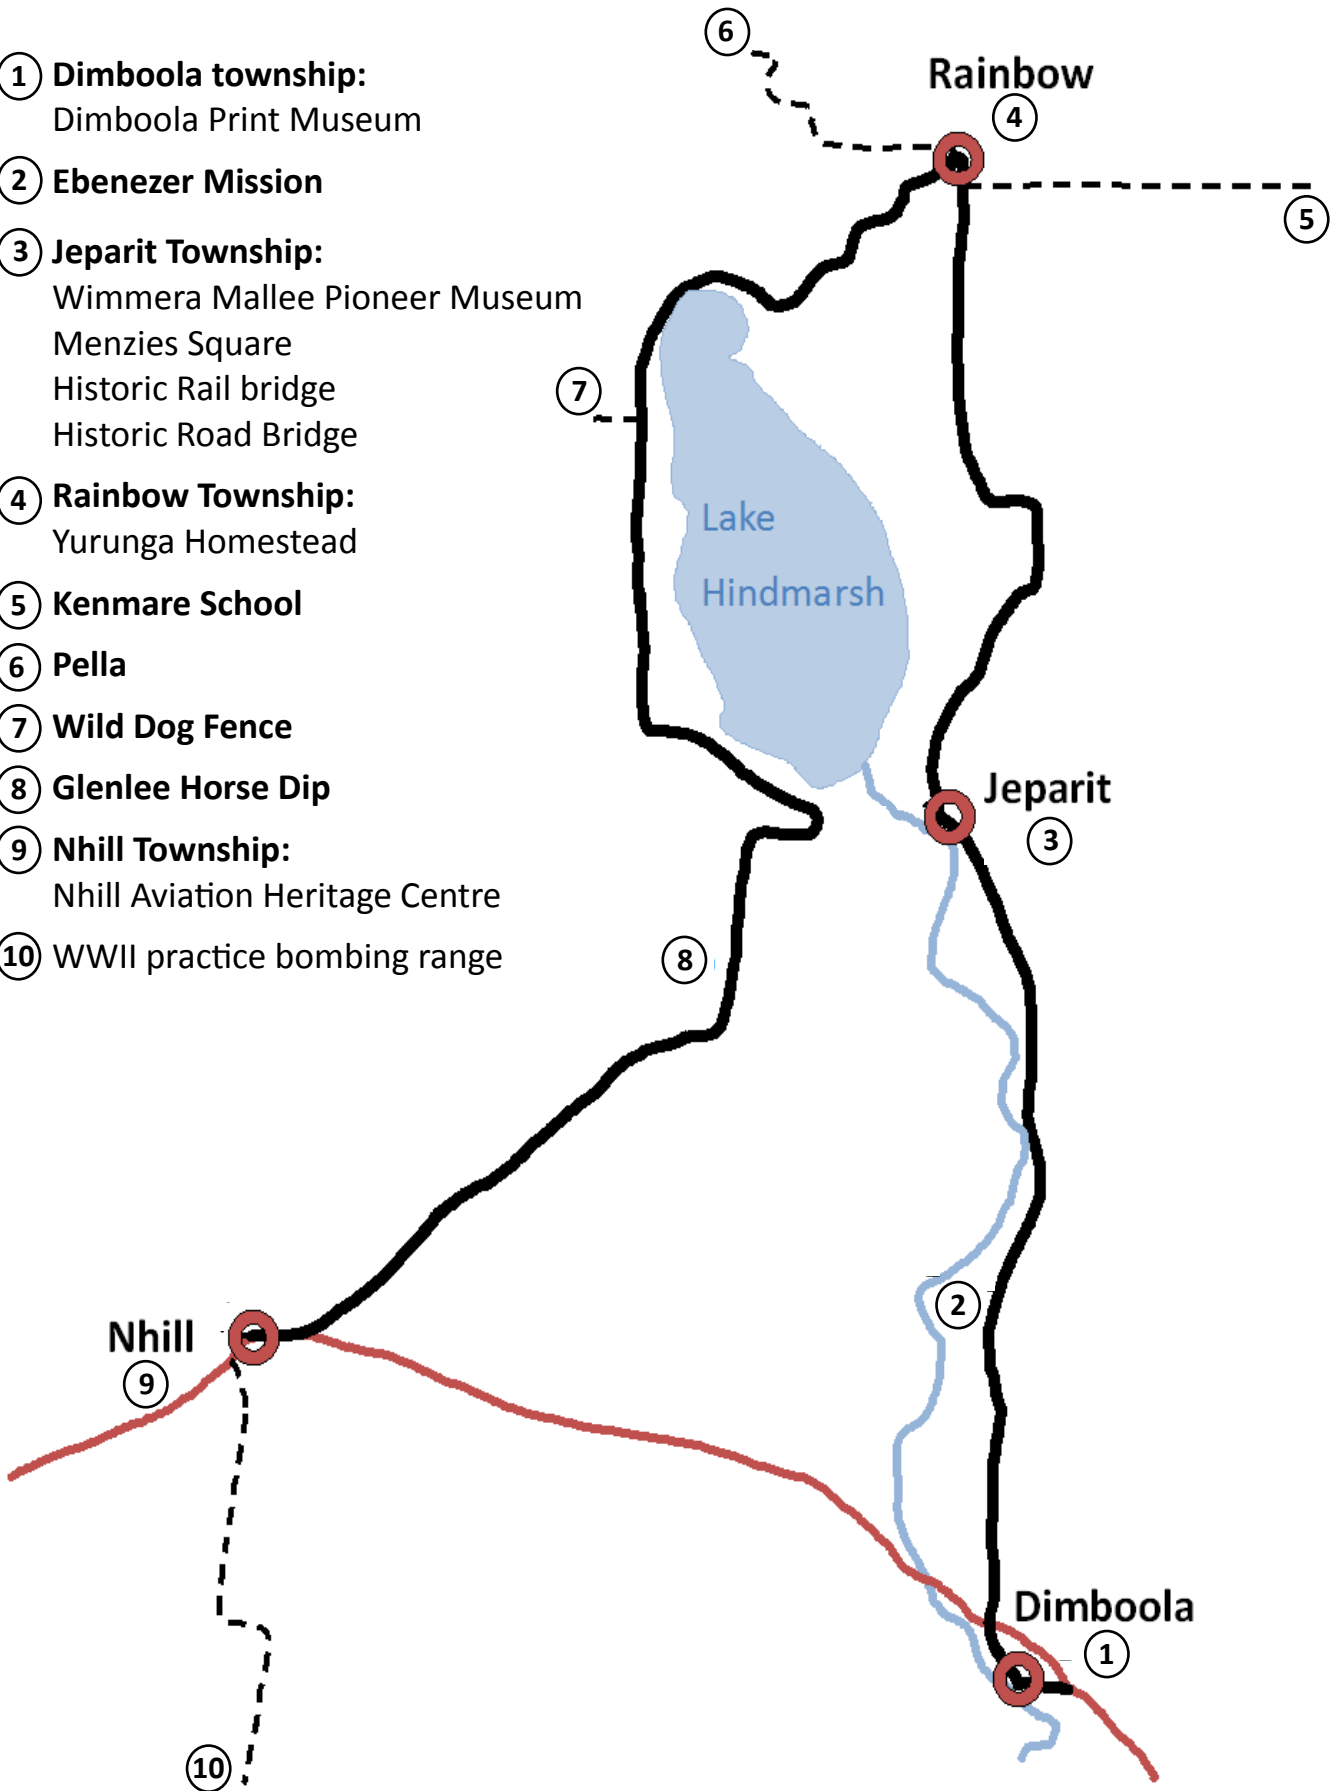 1 Dimboola township:
Dimboola Print Museum
2 Ebenezer Mission
3 Jeparit Township:
Wimmera Mallee Pioneer Museum
Menzies Square
Historic Rail bridge
Historic Road Bridge
4 Rainbow Township:
Yurunga Homestead
5 Kenmare School
6 Pella
7 Wild Dog Fence
8 Glenlee Horse Dip
9 Nhill Township:
Nhill Aviation Heritage Centre
10 WWII practice bombing range
6
Rainbow
4
5
7
Lake
Hindmarsh
Jeparit
3
8
2
Nhill
9
Dimboola
1
10